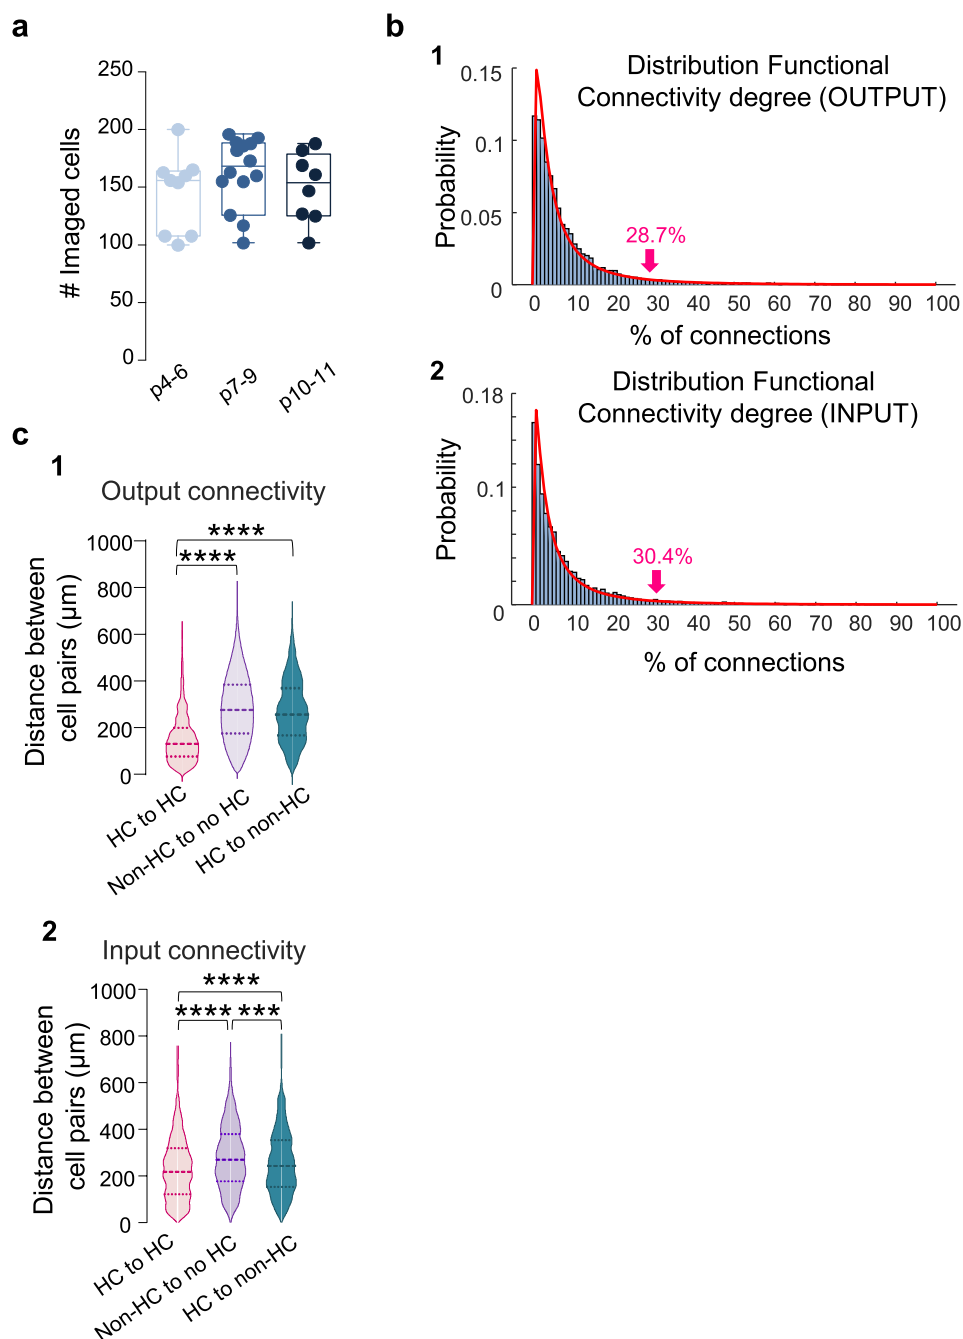 a
250
200
150
100
50
0
# Imaged cells
p4-6
p7-9
p10-11
b
1
Distribution Functional
Connectivity degree (OUTPUT)
0.15
0.1
0.05
0
Probability
28.7%
0 10 20 30 40 50 60 70 80 90 100
% of connections
2
Distribution Functional
Connectivity degree (INPUT)
0.18
0.1
0
Probability
30.4%
0 10 20 30 40 50 60 70 80 90 100
% of connections
c
1
Output connectivity
****
****
1000
800
600
400
200
0
Distance between
cell pairs (μm)
HC to HC
Non-HC to no HC
HC to non-HC
2
Input connectivity
****
**** ***
1000
800
600
400
200
0
Distance between
cell pairs (μm)
HC to HC
Non-HC to no HC
HC to non-HC